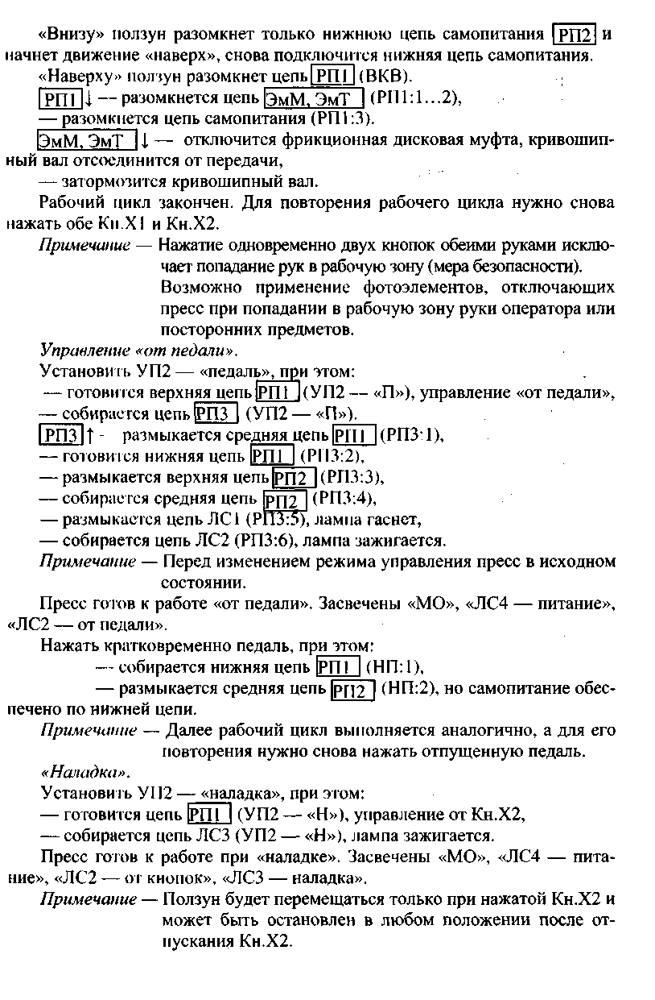 «Внизу» ползун разомкнет только нижнюю цепь самопитания РП2 и
начнет движение «наверх», снова подключится нижняя цепь самопитания.
«Наверху» ползун разомкнет цепь РП1 (ВКВ).
РП1 ↓ — разомкнется цепь ЭмМ, ЭмТ (РП1:1...2),
— разомкнется цепь самопитания (РП1:3).
ЭмМ, ЭмТ ↓ — отключится фрикционная дисковая муфта, кривошип-
ный вал отсоединится от передачи,
— затормозится кривошипный вал.
Рабочий цикл закончен. Для повторения рабочего цикла нужно снова
нажать обе Кн.Х1 и Кн.Х2.
Примечание — Нажатие одновременно двух кнопок обеими руками исклю-
чает попадание рук в рабочую зону (мера безопасности).
Возможно применение фотоэлементов, отключающих
пресс при попадании в рабочую зону руки оператора или
посторонних предметов.
Управление «от педали».
Установить УП2 — «педаль», при этом:
— готовится верхняя цепь РП1 (УП2 — «П»), управление «от педали»,
— собирается цепь РП3 (УП2 — «П»).
РП3 ↑ - размыкается средняя цепь РП1 (РП3:1),
— готовится нижняя цепь РП1 (РП3:2),
— размыкается верхняя цепь РП2 (РП3:3),
— собирается средняя цепь РП2 (РП3:4),
— размыкается цепь ЛС1 (РП3:5), лампа гаснет,
— собирается цепь ЛС2 (РП3:6), лампа зажигается.
Примечание — Перед изменением режима управления пресс в исходном
состоянии.
Пресс готов к работе «от педали». Засвечены «МО», «ЛС4 — питание»,
«ЛС2 — от педали».
Нажать кратковременно педаль, при этом:
— собирается нижняя цепь РП1 (НП:1),
— размыкается средняя цепь РП2 (НП:2), но самопитание обес-
печено по нижней цепи.
Примечание — Далее рабочий цикл выполняется аналогично, а для его
повторения нужно снова нажать отпущенную педаль.
«Наладка».
Установить УП2 — «наладка», при этом:
— готовится цепь РП1 (УП2 — «Н»), управление от Кн.Х2,
— собирается цепь ЛС3 (УП2 — «Н»), лампа зажигается.
Пресс готов к работе при «наладке». Засвечены «МО», «ЛС4 — пита-
ние», «ЛС2 — от кнопок», «ЛС3 — наладка».
Примечание — Ползун будет перемещаться только при нажатой Кн.Х2 и
может быть остановлен в любом положении после от-
пускания Кн.Х2.